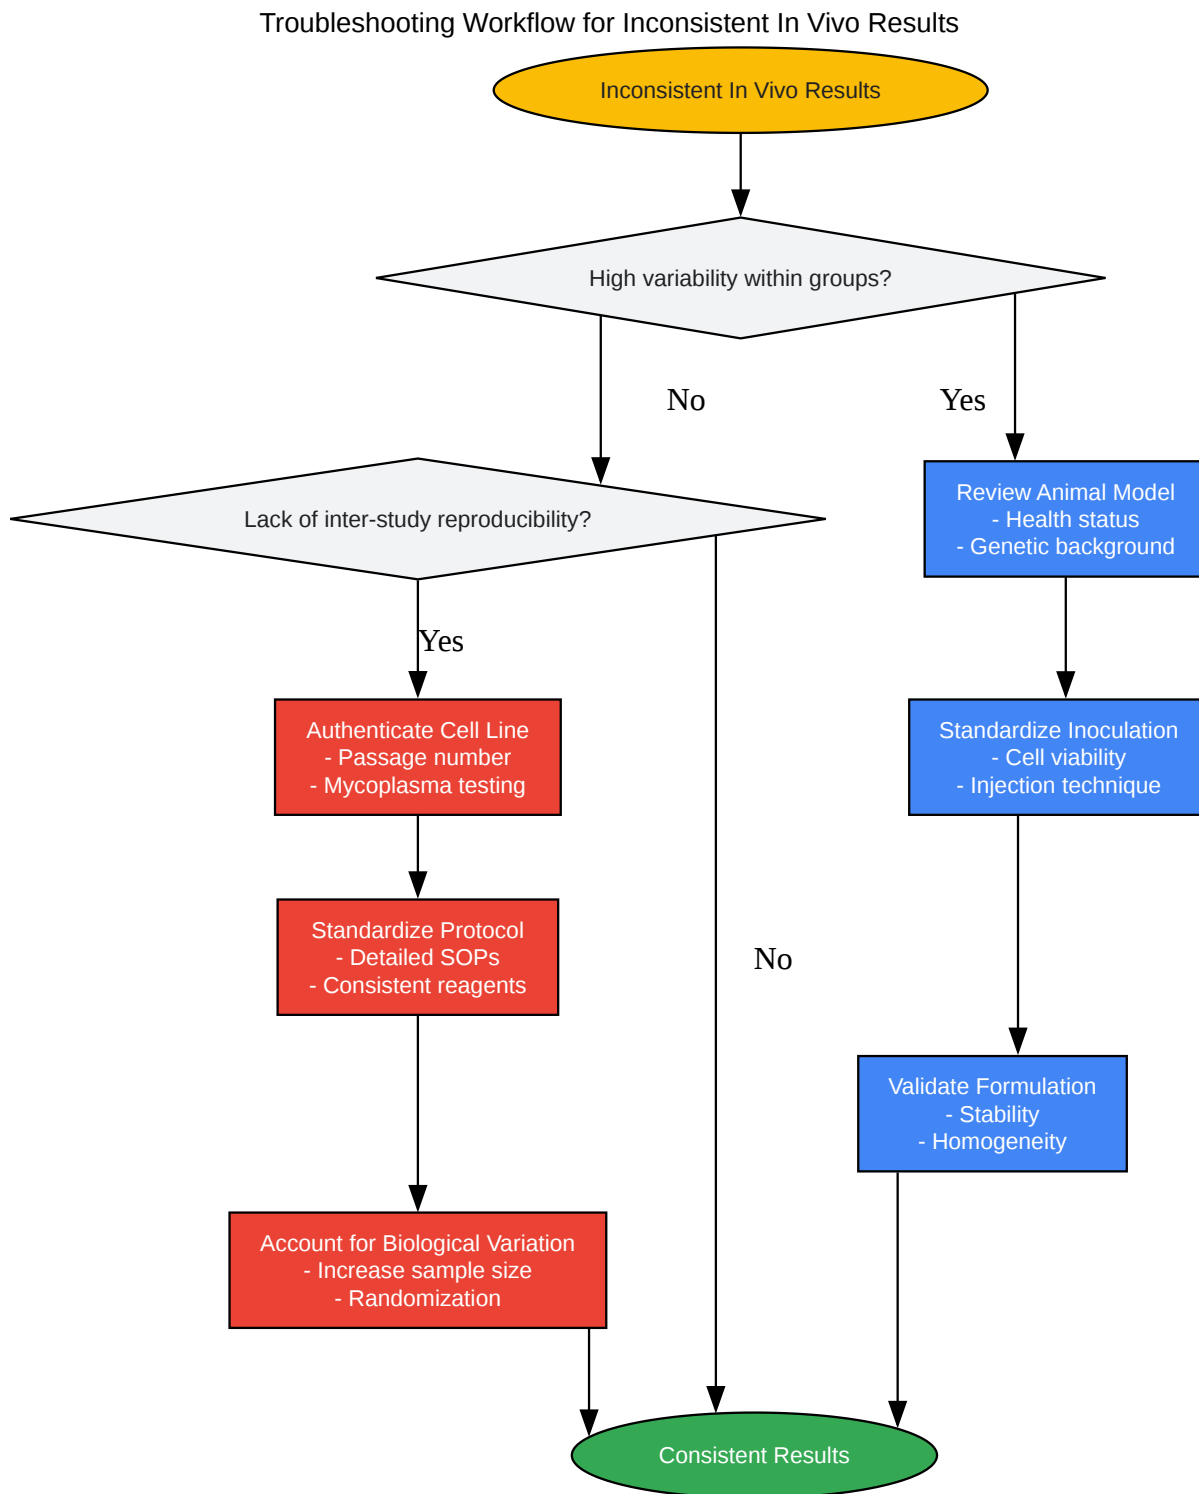 Troubleshooting Workflow for Inconsistent In Vivo Results
Inconsistent In Vivo Results
High variability within groups?
No
Yes
Lack of inter-study reproducibility?
Review Animal Model
- Health status
- Genetic background
Yes
Authenticate Cell Line
- Passage number
- Mycoplasma testing
Standardize Inoculation
- Cell viability
- Injection technique
Standardize Protocol
- Detailed SOPs
- Consistent reagents
No
Validate Formulation
- Stability
- Homogeneity
Account for Biological Variation
- Increase sample size
- Randomization
Consistent Results